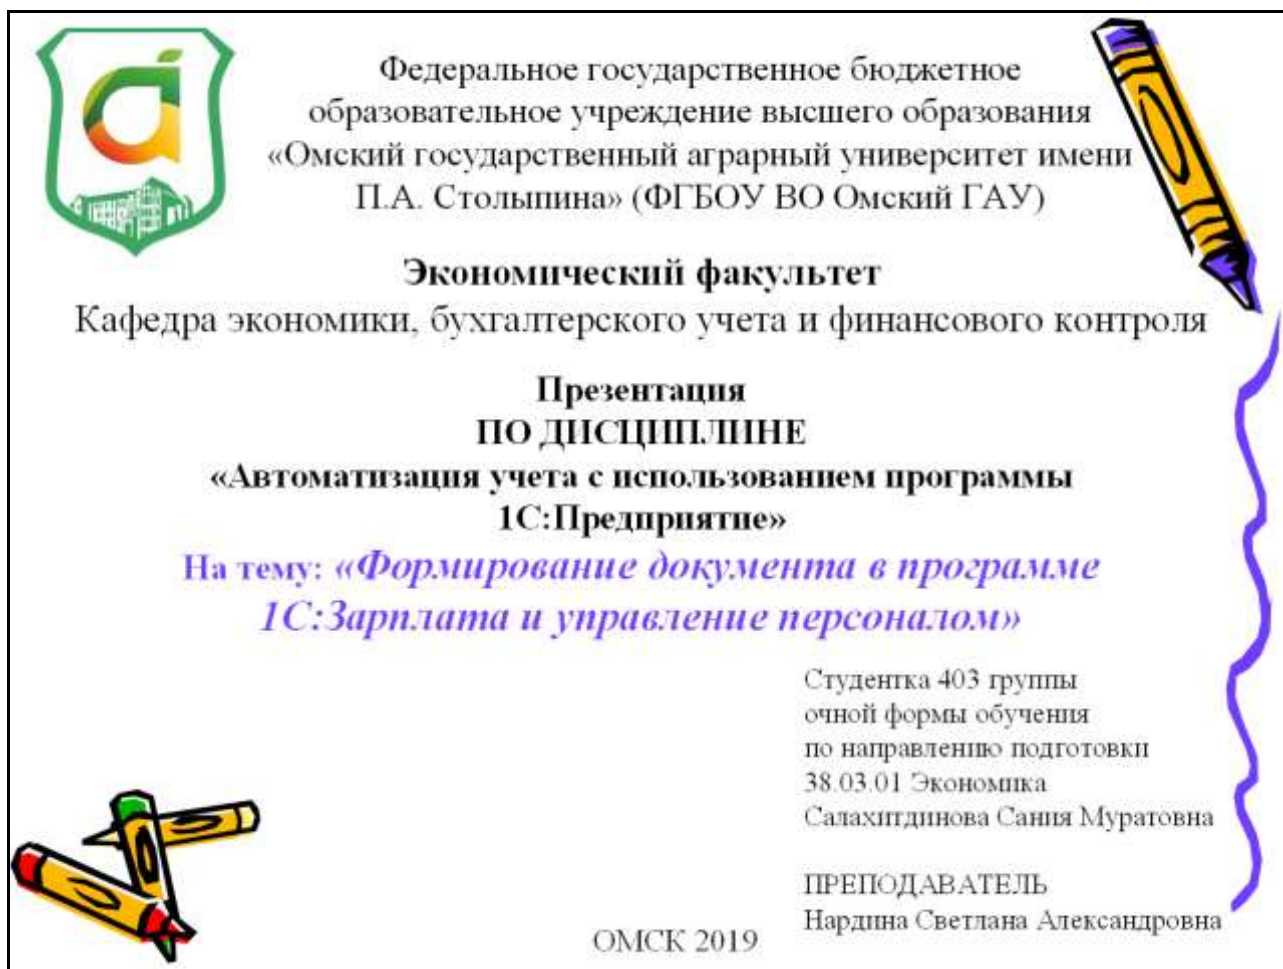 Федеральное государственное бюджетное
образовательное учреждение высшего образования
«Омский государственный аграрный университет имени
П.А. Столыпина» (ФГБОУ ВО Омский ГАУ)
Экономический факультет
Кафедра экономики, бухгалтерского учета и финансового контроля
Презентация
ПО ДИСЦИПЛИНЕ
«Автоматизация учета с использованием программы
1С:Предприятие»
На тему: «Формирование документа в программе
1С:Зарплата и управление персоналом»
Студентка 403 группы
очной формы обучения
по направлению подготовки
38.03.01 Экономика
Салахитдинова Сания Муратовна
ПРЕПОДАВАТЕЛЬ
Нардина Светлана Александровна
ОМСК 2019